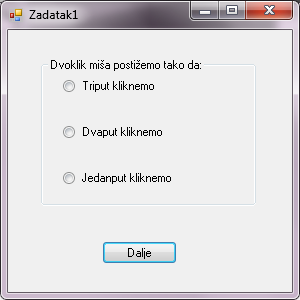 Zadatak1
Dvoklik miša postižemo tako da:
Triput kliknemo
Dvaput kliknemo
Jedanput kliknemo
Dalje